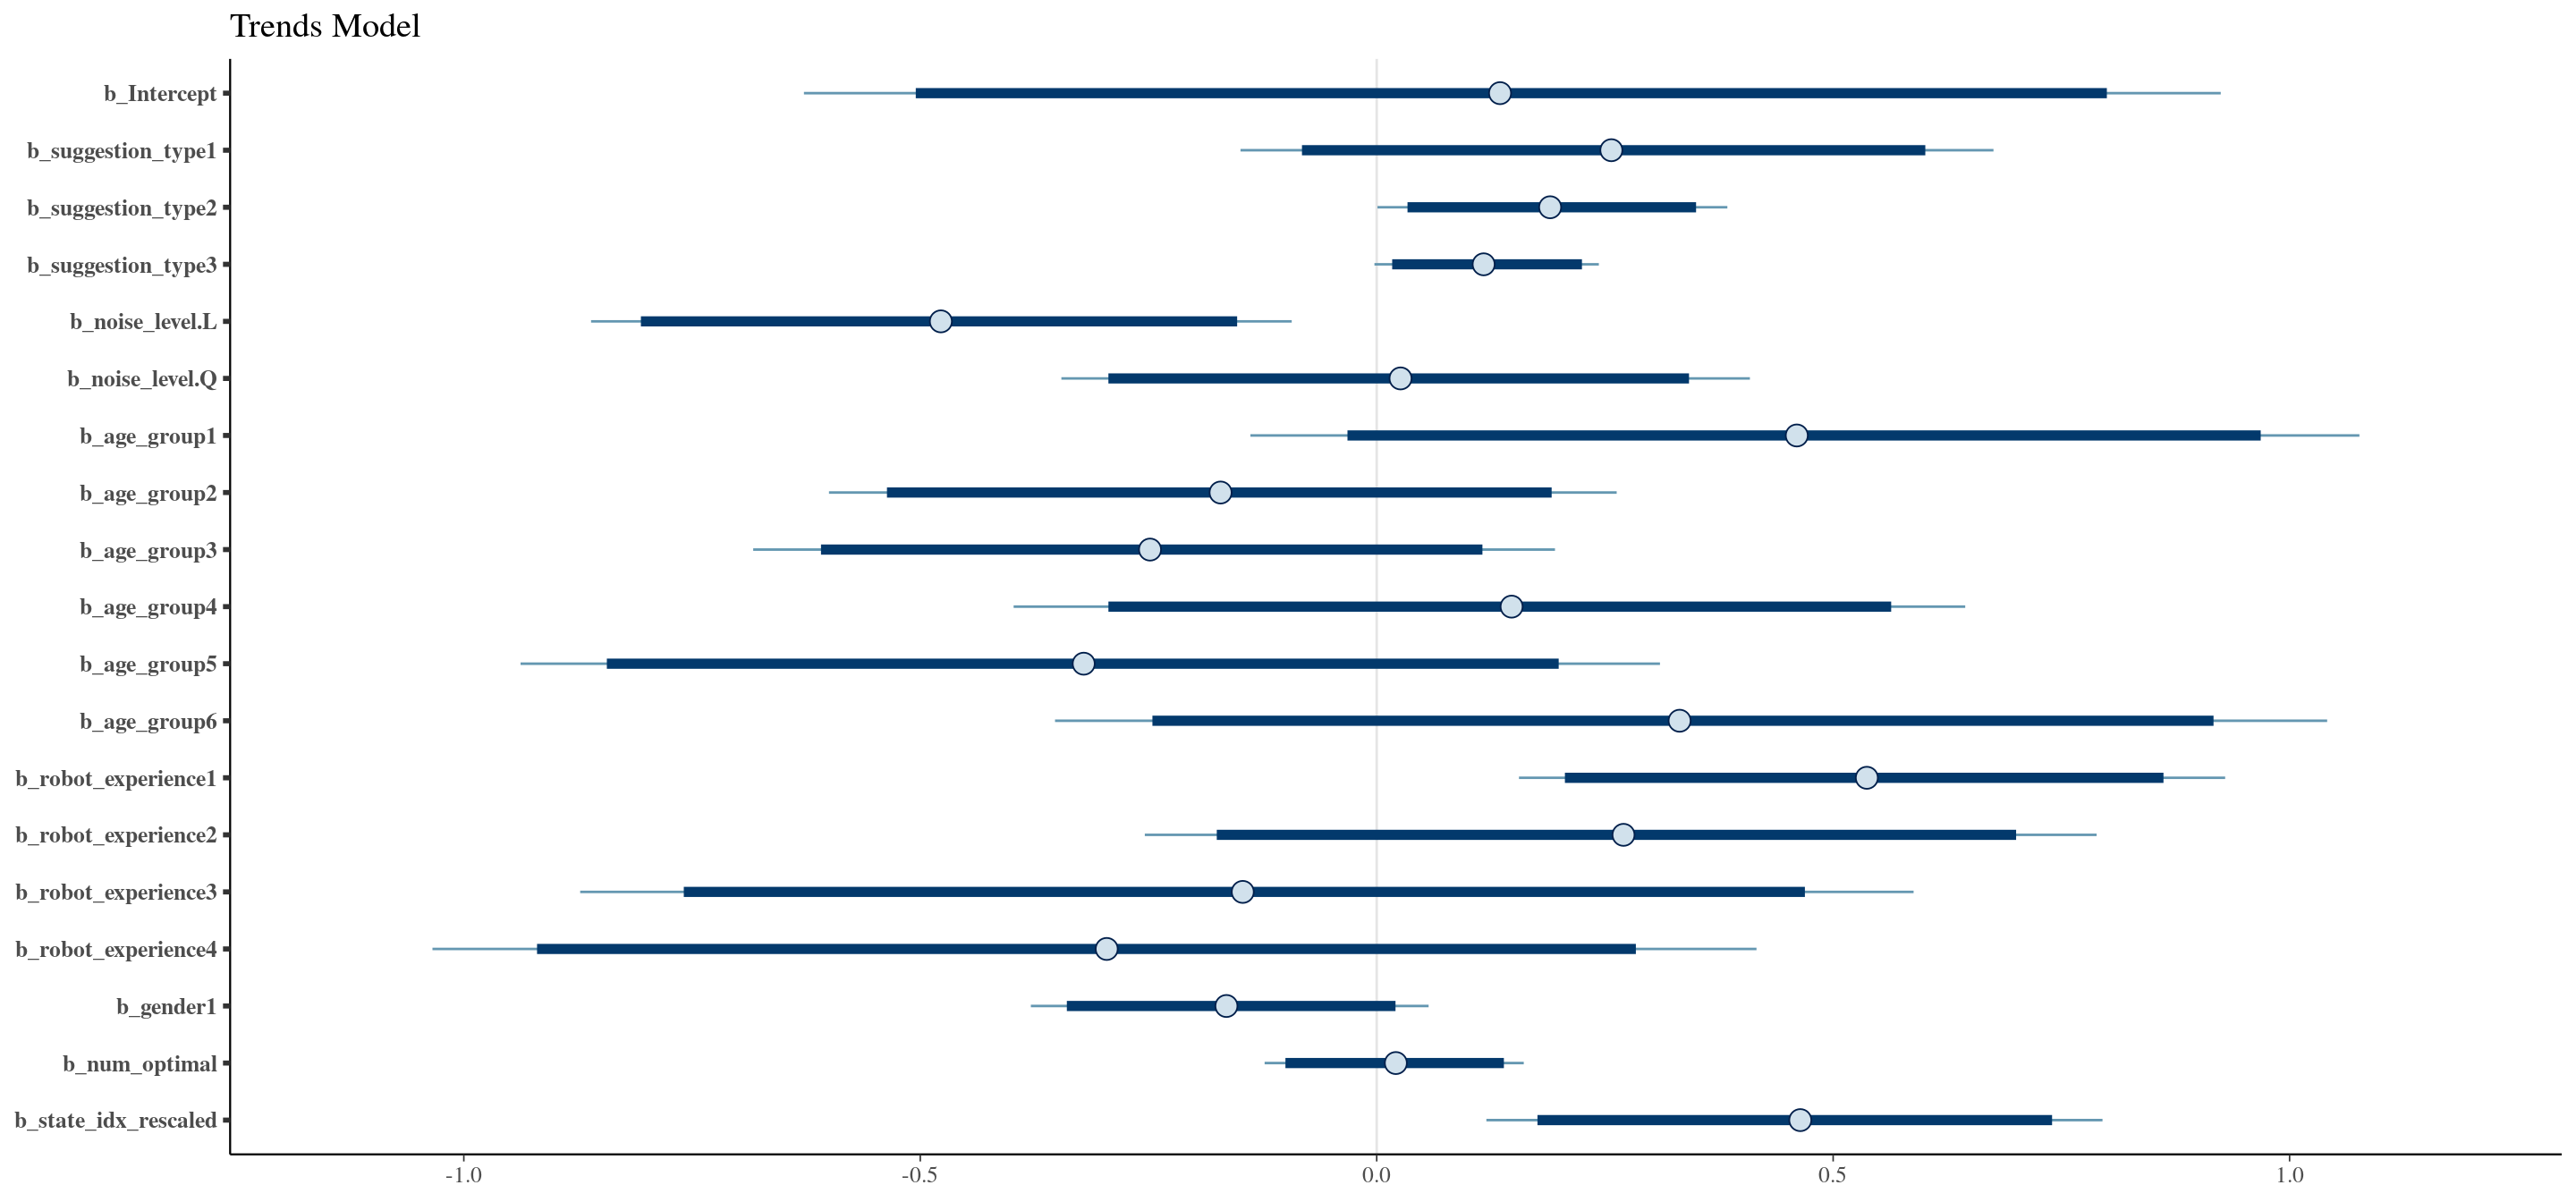 Trends Model
b_Intercept
b_suggestion_type1
b_suggestion_type2
b_suggestion_type3
b_noise_level.L
b_noise_level.Q
b_age_group1
b_age_group2
b_age_group3
b_age_group4
b_age_group5
b_age_group6
b_robot_experience1
b_robot_experience2
b_robot_experience3
b_robot_experience4
b_gender1
b_num_optimal
b_state_idx_rescaled
-1.0 -0.5 0.0 0.5 1.0